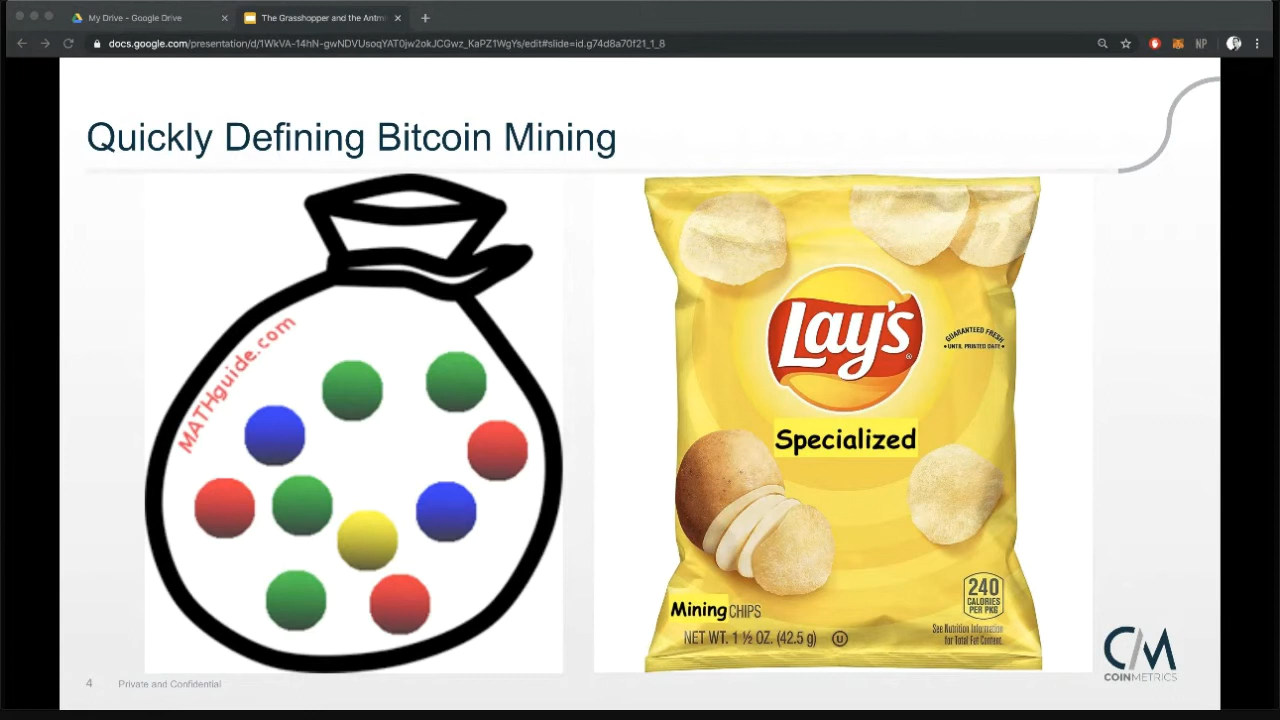 My Drive - Google Drive
The Grasshopper and the Antm
docs.google.com/presentation/d/1WkVA-14hN-gwNDVUsoqYAT0jw2okJCGwz_KaPZ1WgYs/edit#slide=id.g74d8a70f21_1_8
NP
Quickly Defining Bitcoin Mining
MATHguide.com
Lay's
GUARANTEED FRESH
• UNTIL PRINTED DATE •
Specialized
Mining CHIPS
NET WT. 1 ½ OZ. (42.5 g) U
240
CALORIES
PER PKG
See Nutrition Information
for Total Fat Content
C/M
COINMETRICS
4 Private and Confidential